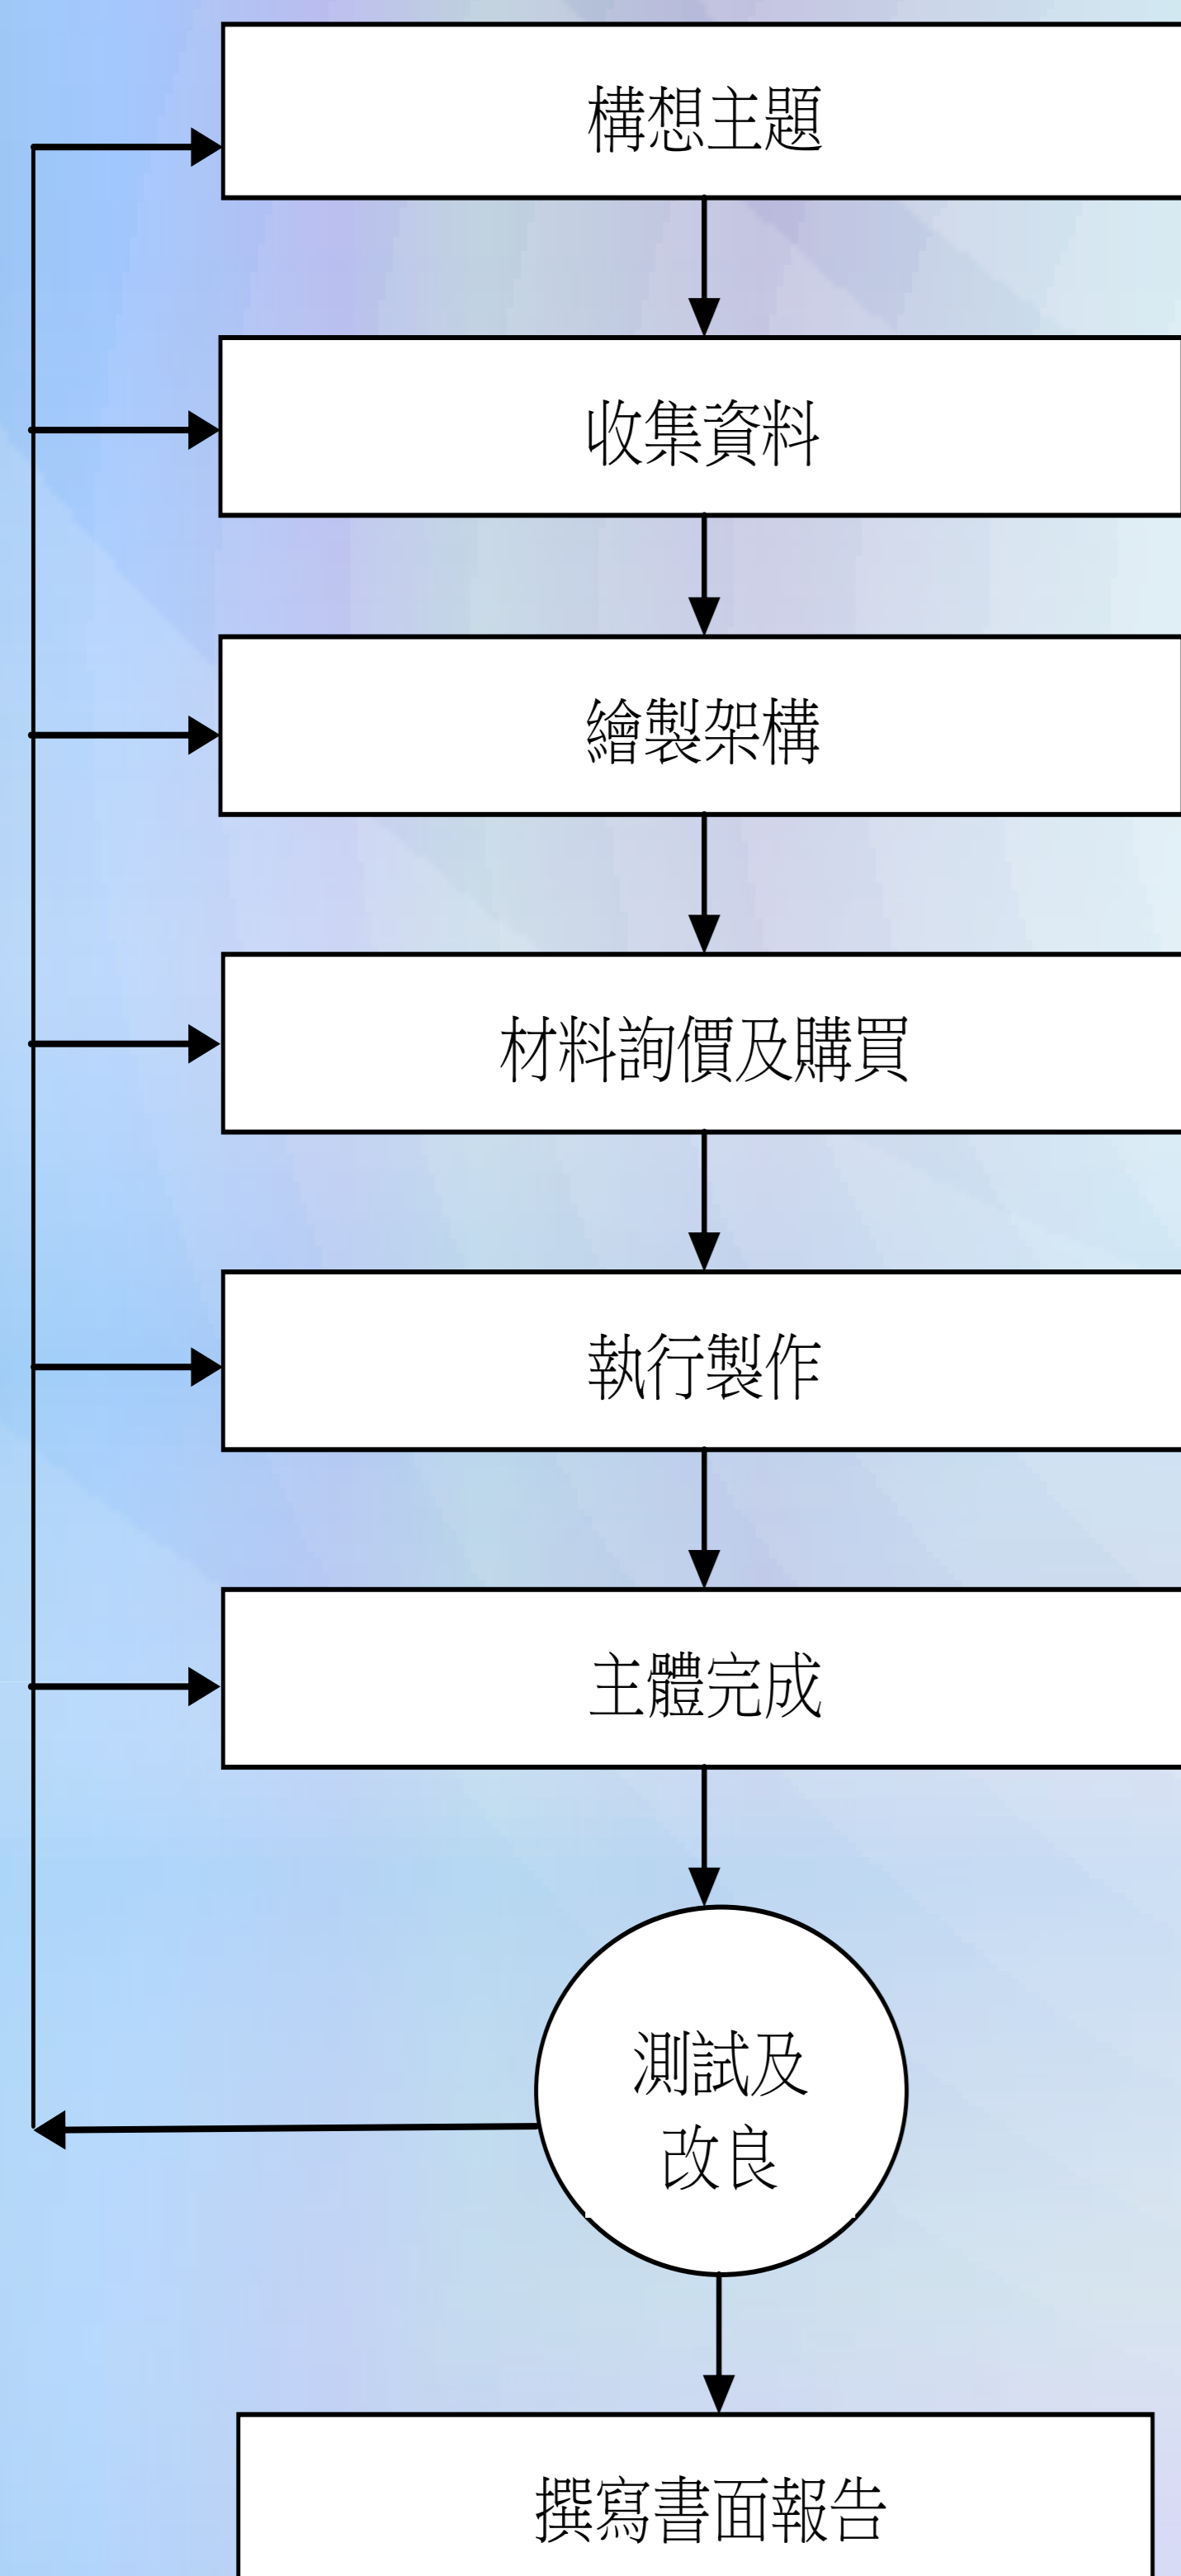 構想主題
收集資料
繪製架構
材料詢價及購買
執行製作
主體完成
測試及
改良
撰寫書面報告